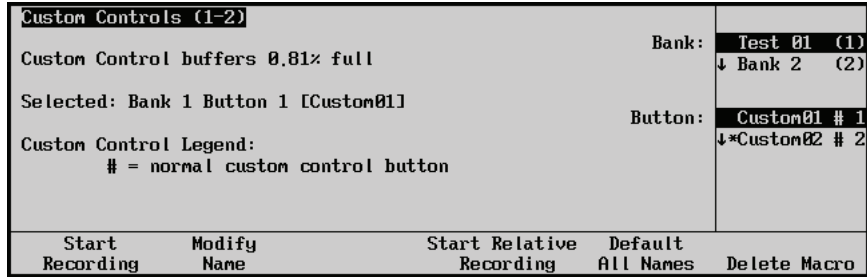 Custom Controls (1-2)
Custom Control buffers 0.81% full
Selected: Bank 1 Button 1 [Custom01]
Custom Control Legend:
# = normal custom control button
Bank:
Test 01 (1)
↓ Bank 2 (2)
Button:
Custom01 # 1
↓*Custom02 # 2
Start Recording
Modify Name
Start Relative Recording
Default All Names
Delete Macro